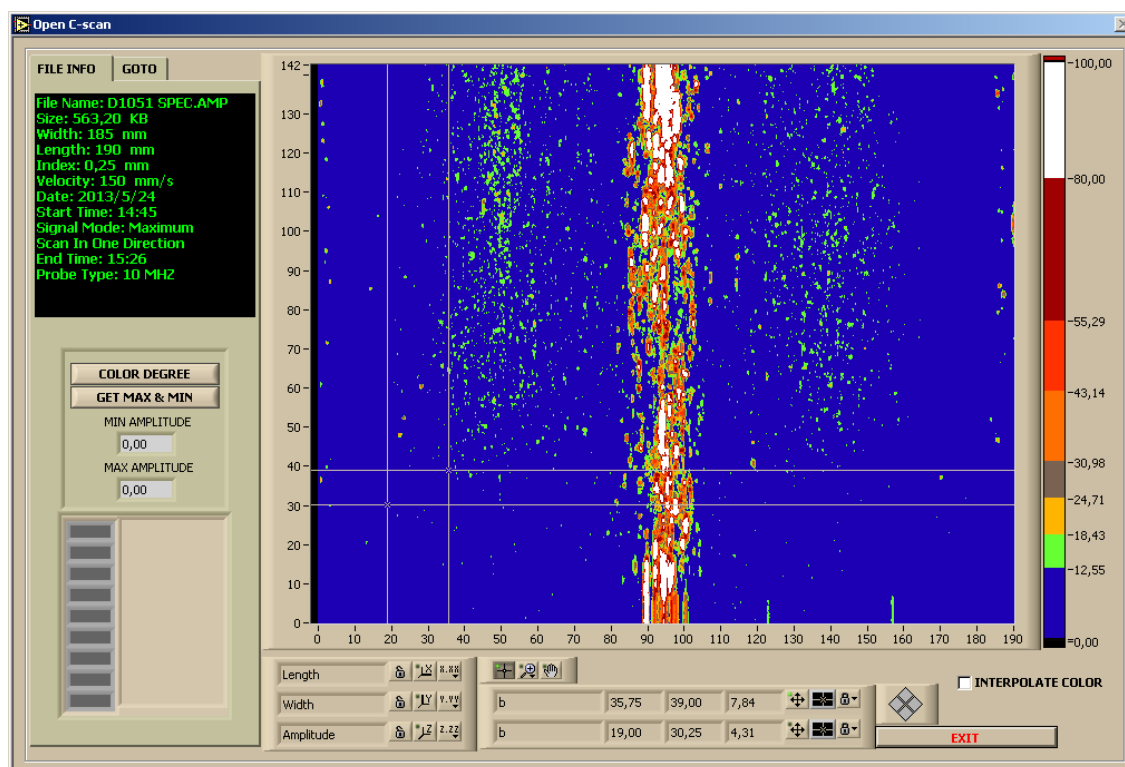 Open C-scan
FILE INFO
GOTO
File Name: D1051 SPEC.AMP
Size: 563,20 KB
Width: 185 mm
Length: 190 mm
Index: 0,25 mm
Velocity: 150 mm/s
Date: 2013/5/24
Start Time: 14:45
Signal Mode: Maximum
Scan In One Direction
End Time: 15:26
Probe Type: 10 MHZ
COLOR DEGREE
GET MAX & MIN
MIN AMPLITUDE
0,00
MAX AMPLITUDE
0,00
142
130
120
110
100
90
80
70
60
50
40
30
20
10
0
0 10 20 30 40 50 60 70 80 90 100 110 120 130 140 150 160 170 180 190
100,00
80,00
55,29
43,14
30,98
24,71
18,43
12,55
0,00
Length
X X.XX
Width
Y Y.YY
Amplitude
Z Z.ZZ
b 35,75 39,00 7,84
b 19,00 30,25 4,31
INTERPOLATE COLOR
EXIT